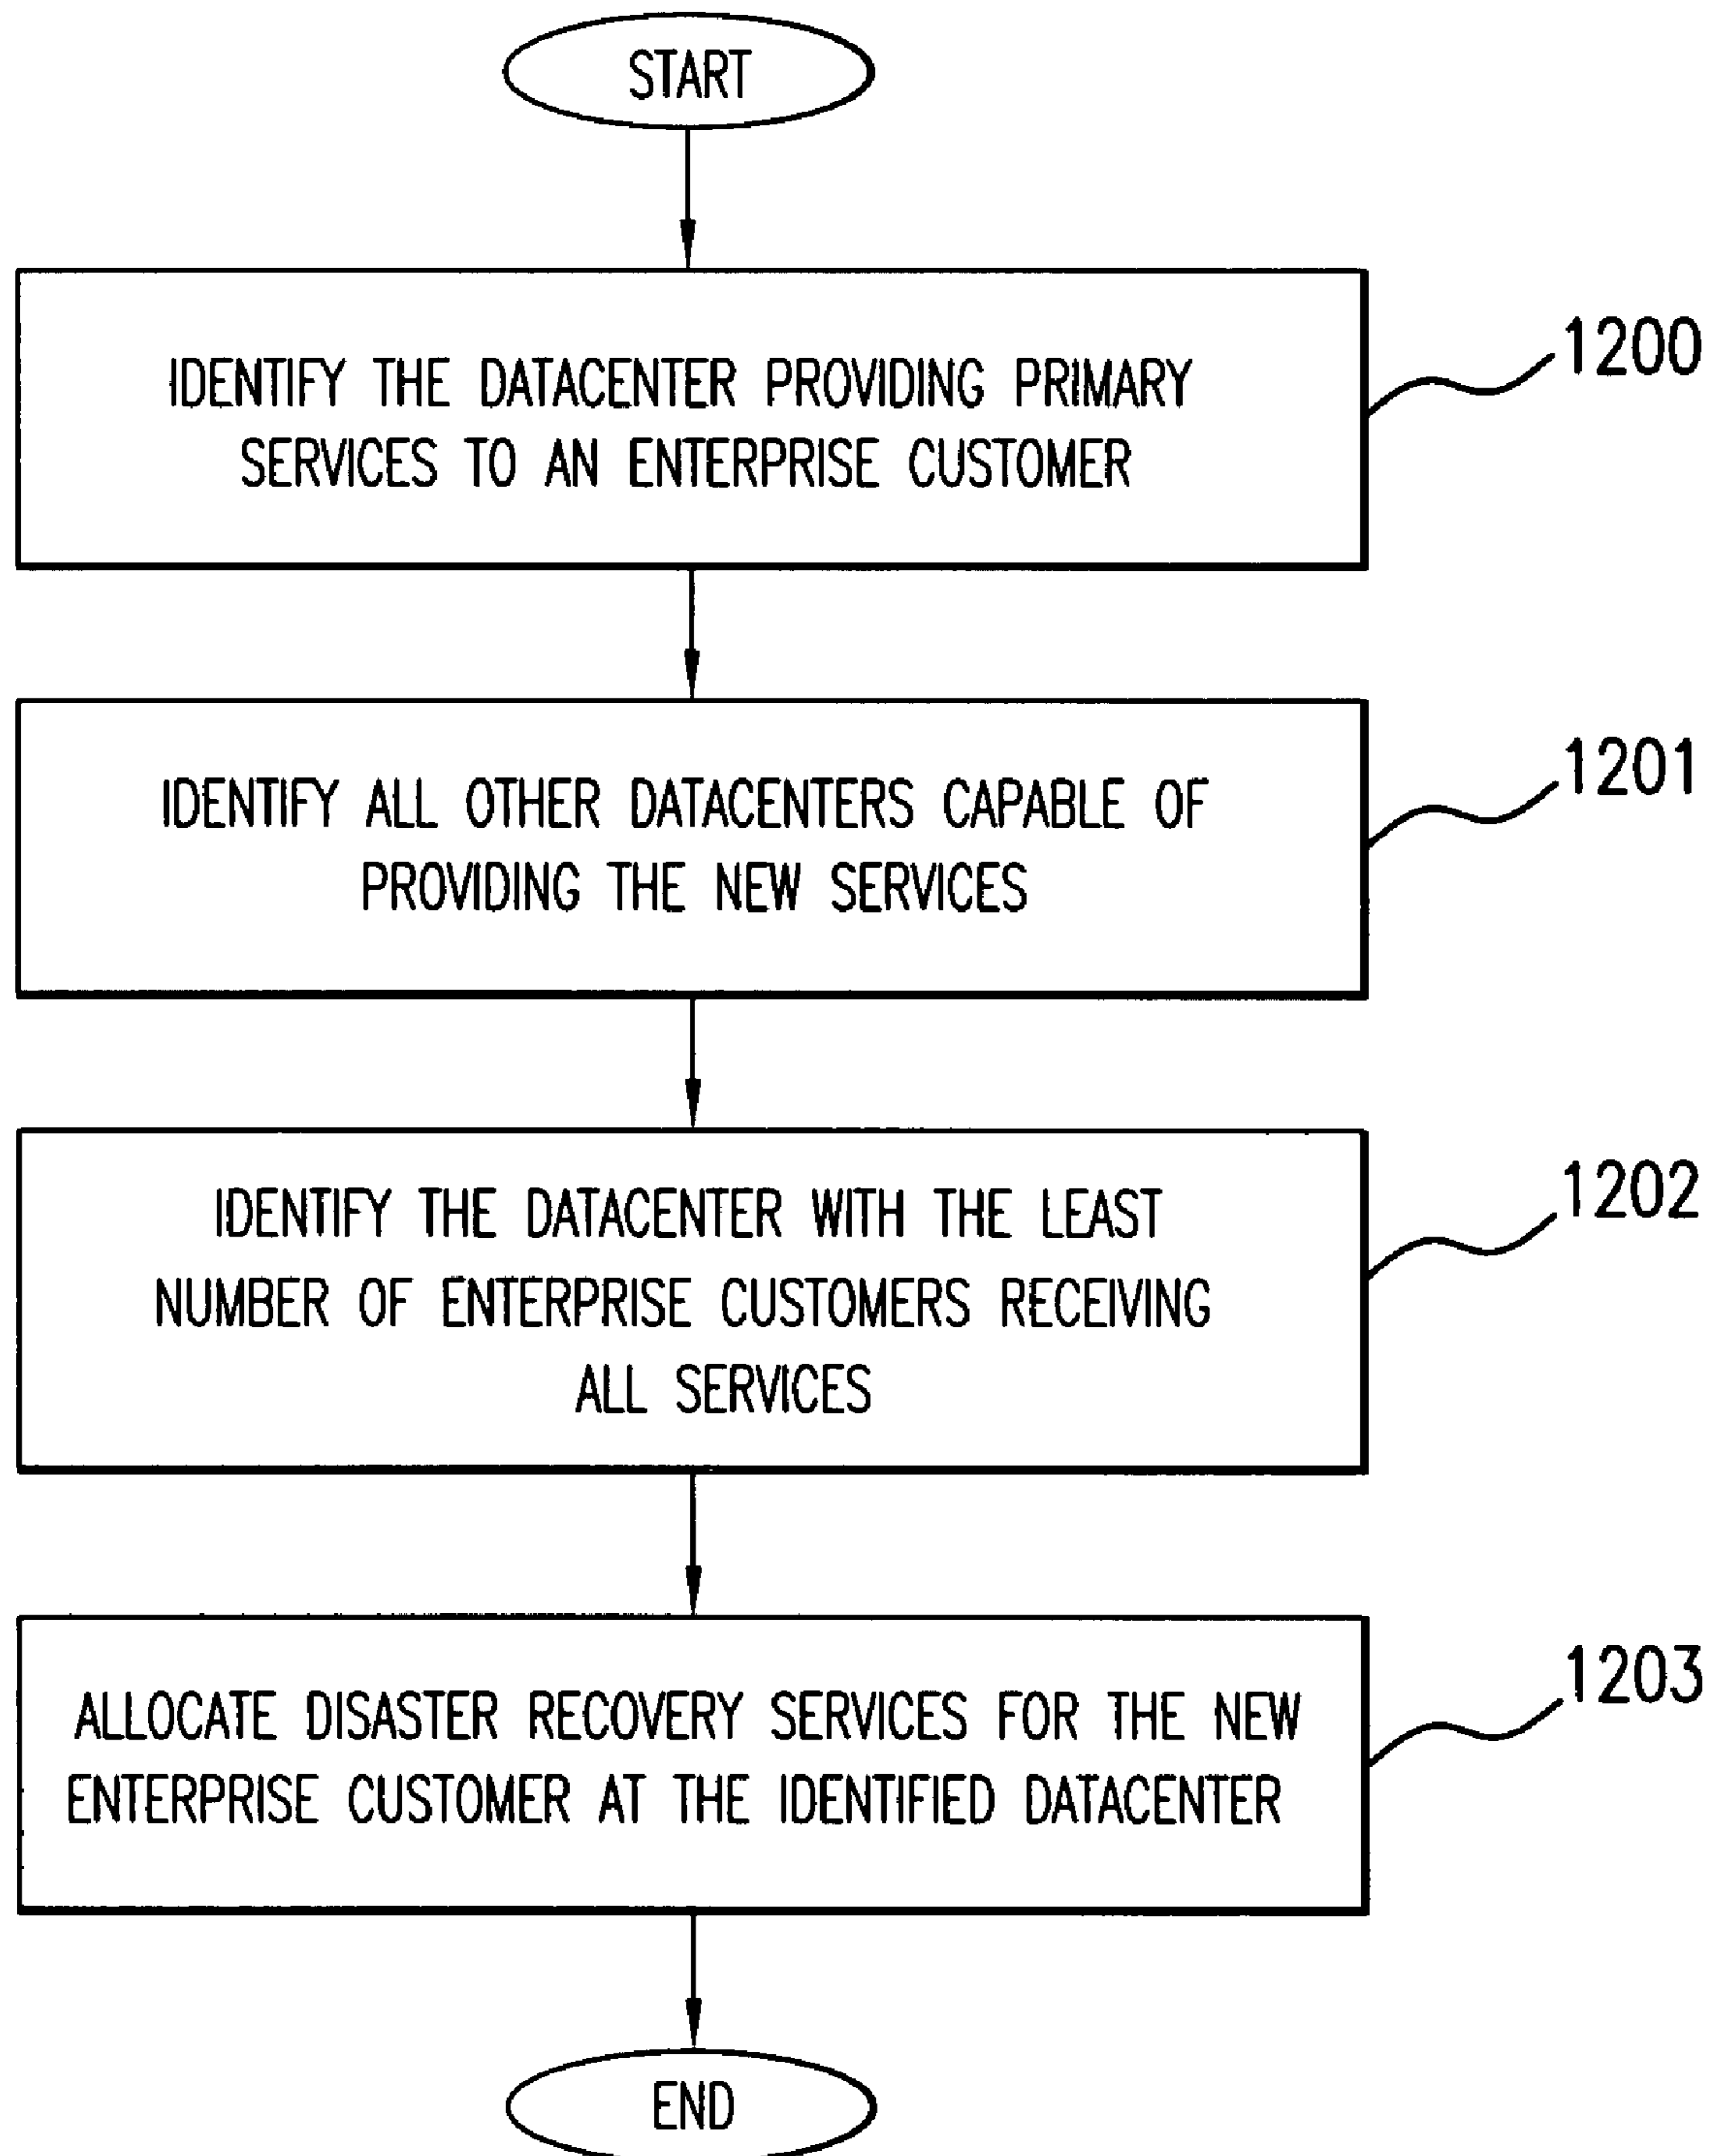 START
IDENTIFY THE DATACENTER PROVIDING PRIMARY
SERVICES TO AN ENTERPRISE CUSTOMER
1200
IDENTIFY ALL OTHER DATACENTERS CAPABLE OF
PROVIDING THE NEW SERVICES
1201
IDENTIFY THE DATACENTER WITH THE LEAST
NUMBER OF ENTERPRISE CUSTOMERS RECEIVING
ALL SERVICES
1202
ALLOCATE DISASTER RECOVERY SERVICES FOR THE NEW
ENTERPRISE CUSTOMER AT THE IDENTIFIED DATACENTER
1203
END